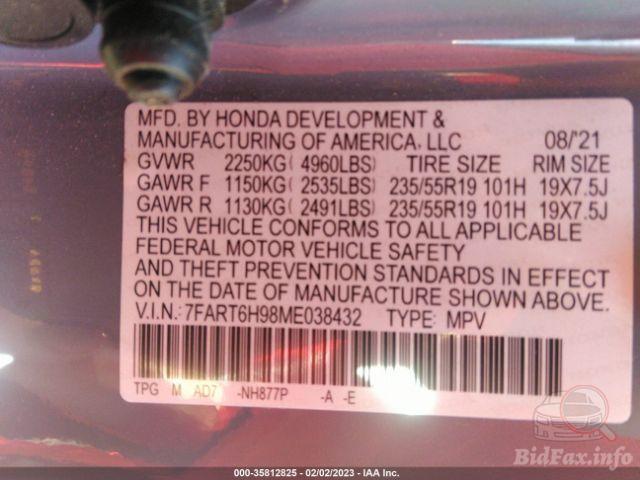 MFD. BY HONDA DEVELOPMENT &
MANUFACTURING OF AMERICA, LLC 08/'21
GVWR 2250KG( 4960LBS) TIRE SIZE RIM SIZE
GAWR F 1150KG( 2535LBS) 235/55R19 101H 19X7.5J
GAWR R 1130KG( 2491LBS) 235/55R19 101H 19X7.5J
THIS VEHICLE CONFORMS TO ALL APPLICABLE
FEDERAL MOTOR VEHICLE SAFETY
AND THEFT PREVENTION STANDARDS IN EFFECT
ON THE DATE OF MANUFACTURE SHOWN ABOVE.
V.I.N.: 7FART6H98ME038432 TYPE: MPV
TPG M AD7 -NH877P -A -E
BidFax.info
000-35812825 - 02/02/2023 - IAA Inc.